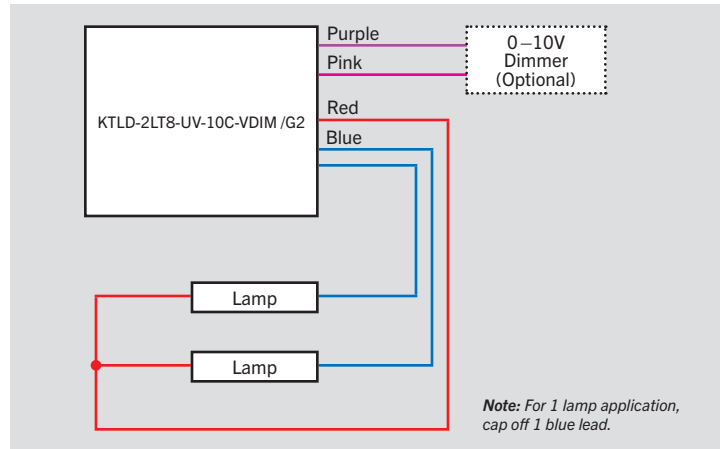 Purple
Pink
0–10V
Dimmer
(Optional)
KTLD-2LT8-UV-10C-VDIM /G2
Red
Blue
Lamp
Lamp
Note: For 1 lamp application,
cap off 1 blue lead.